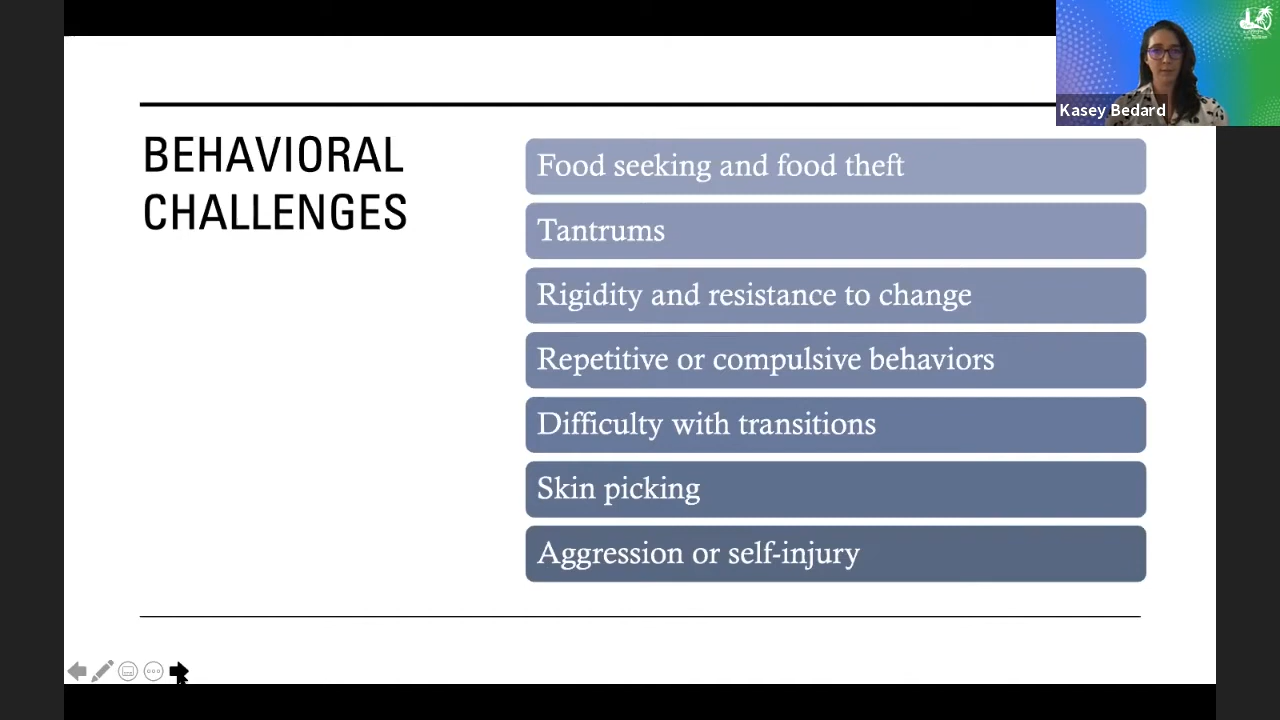 Kasey Bedard
BEHAVIORAL
CHALLENGES
Food seeking and food theft
Tantrums
Rigidity and resistance to change
Repetitive or compulsive behaviors
Difficulty with transitions
Skin picking
Aggression or self-injury